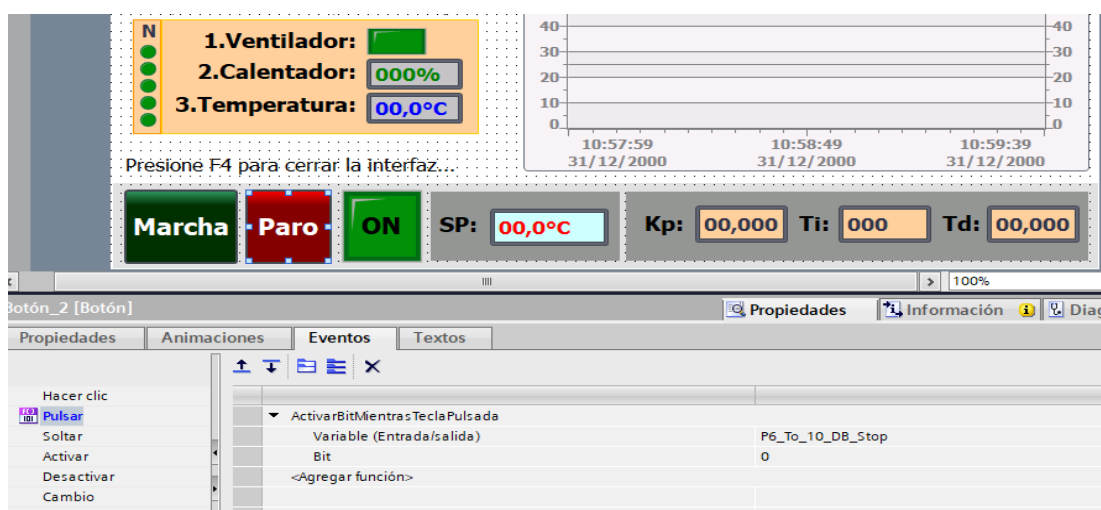 N
1.Ventilador:
2.Calentador: 000%
3.Temperatura: 00,0°C
Presione F4 para cerrar la interfaz...
40 40
30 30
20 20
10 10
0 0
10:57:59 10:58:49 10:59:39
31/12/2000 31/12/2000 31/12/2000
Marcha Paro ON SP: 00,0°C Kp: 00,000 Ti: 000 Td: 00,000
100%
Botón_2 [Botón] Propiedades Información Diag
Propiedades Animaciones Eventos Textos
Hacer clic
Pulsar ActivarBitMientrasTeclaPulsada
Soltar Variable (Entrada/salida) P6_To_10_DB_Stop
Activar Bit 0
Desactivar <Agregar función>
Cambio